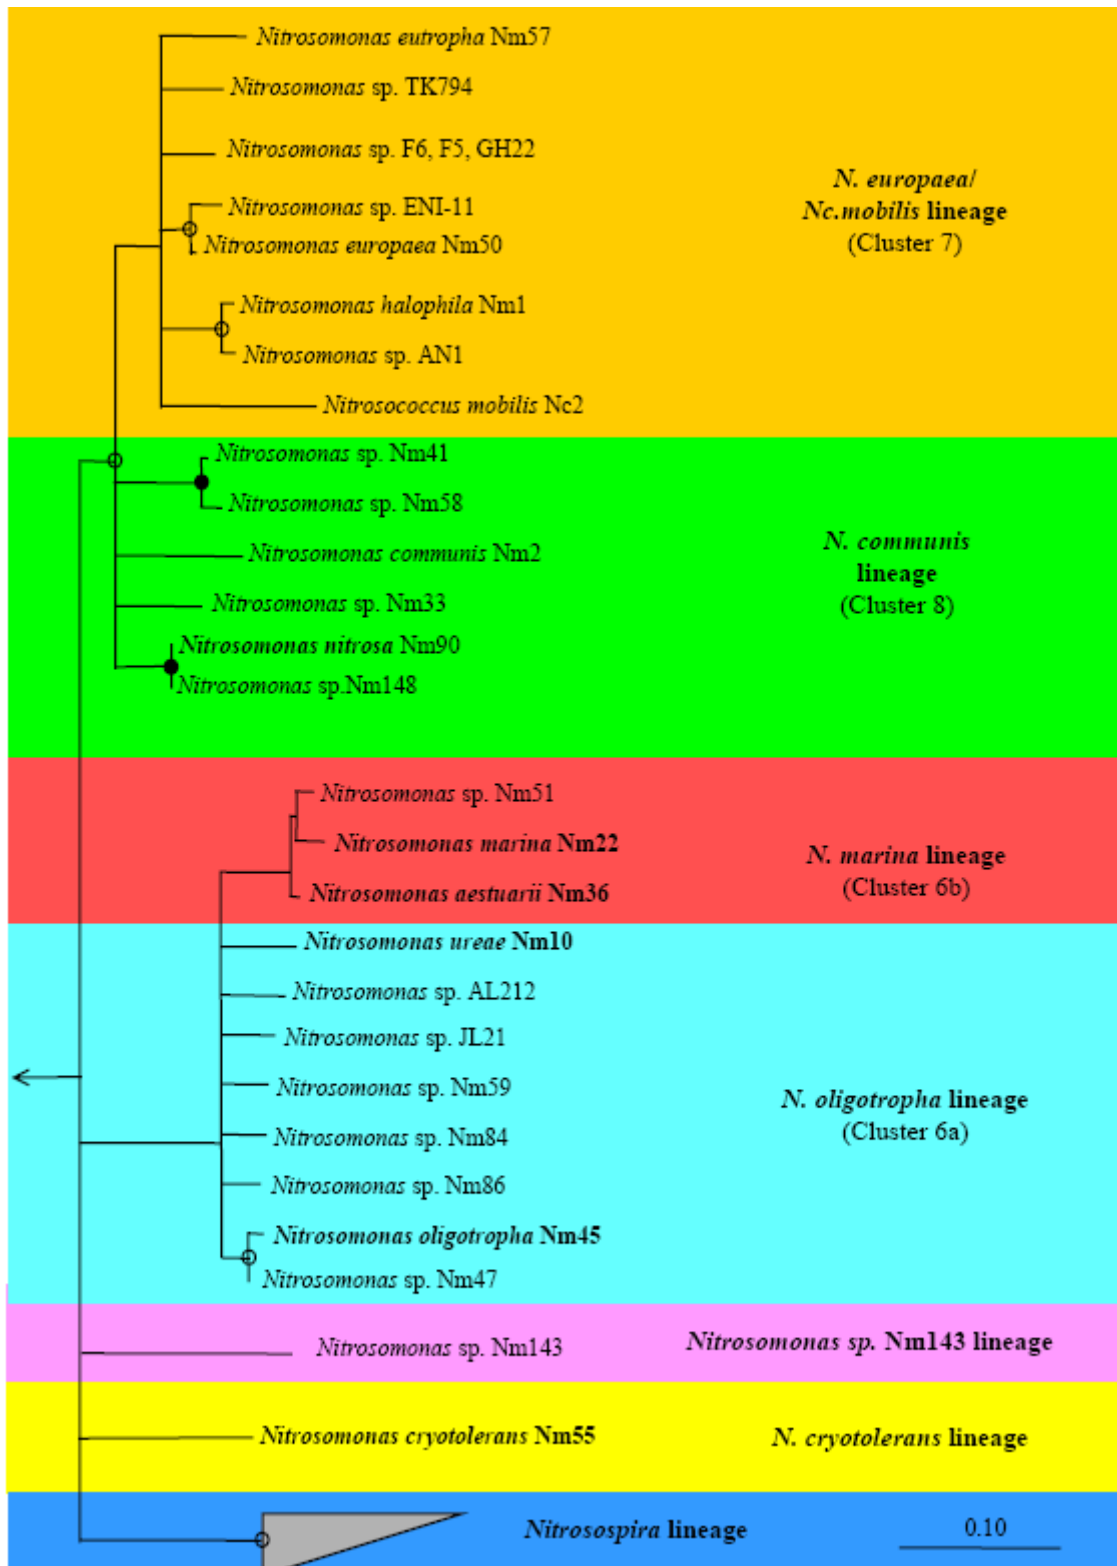 Nitrosomonas eutropha Nm57
Nitrosomonas sp. TK794
Nitrosomonas sp. F6, F5, GH22
Nitrosomonas sp. ENI-11
Nitrosomonas europaea Nm50
Nitrosomonas halophila Nm1
Nitrosomonas sp. AN1
Nitrosococcus mobilis Nc2
N. europaea/
Nc.mobilis lineage
(Cluster 7)
Nitrosomonas sp. Nm41
Nitrosomonas sp. Nm58
Nitrosomonas communis Nm2
Nitrosomonas sp. Nm33
Nitrosomonas nitrosa Nm90
Nitrosomonas sp.Nm148
N. communis
lineage
(Cluster 8)
Nitrosomonas sp. Nm51
Nitrosomonas marina Nm22
Nitrosomonas aestuarii Nm36
N. marina lineage
(Cluster 6b)
Nitrosomonas ureae Nm10
Nitrosomonas sp. AL212
Nitrosomonas sp. JL21
Nitrosomonas sp. Nm59
Nitrosomonas sp. Nm84
Nitrosomonas sp. Nm86
Nitrosomonas oligotropha Nm45
Nitrosomonas sp. Nm47
N. oligotropha lineage
(Cluster 6a)
Nitrosomonas sp. Nm143
Nitrosomonas sp. Nm143 lineage
Nitrosomonas cryotolerans Nm55
N. cryotolerans lineage
Nitrosospira lineage
0.10